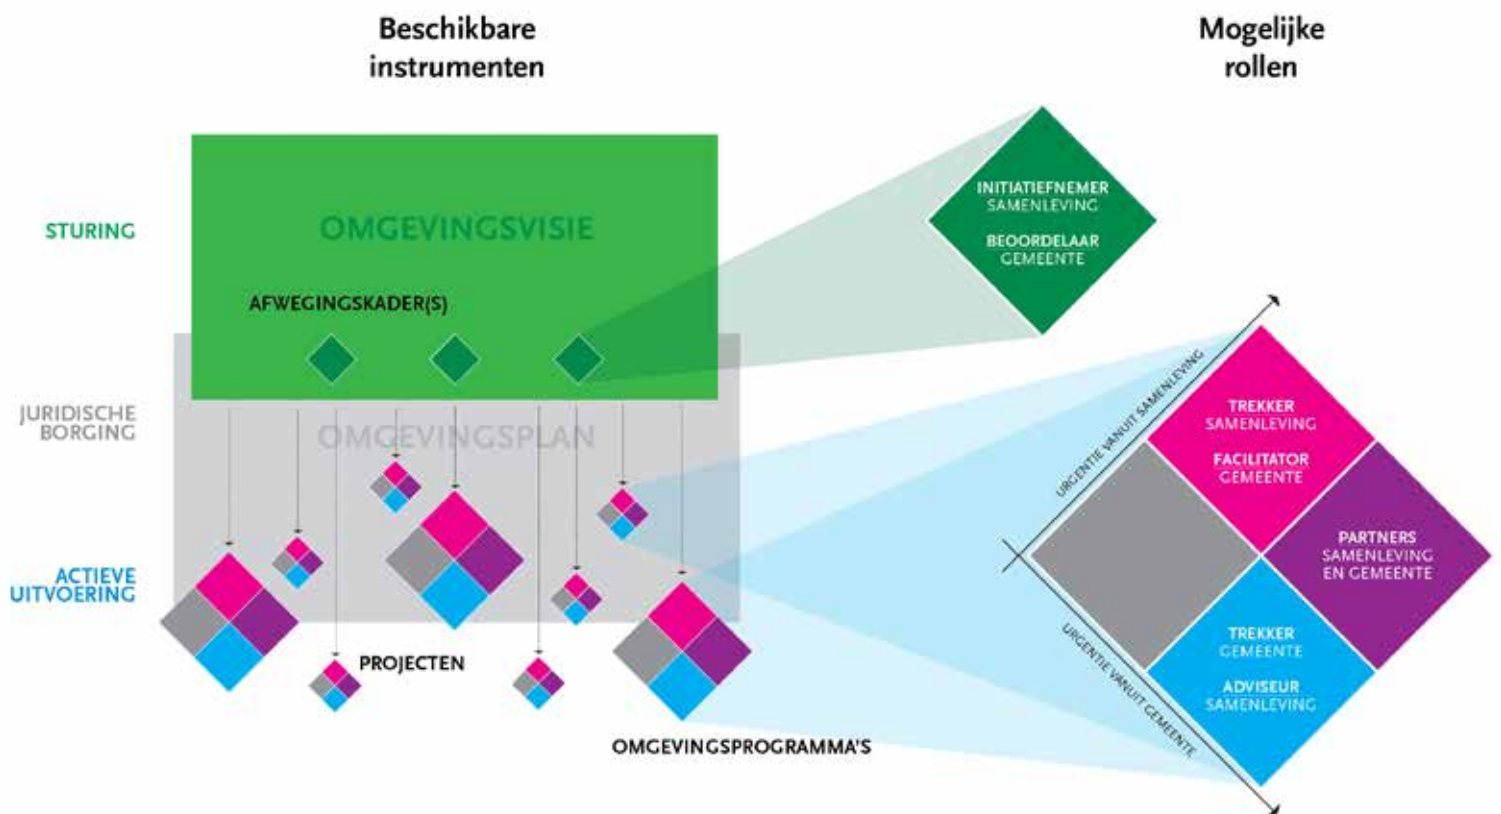 Beschikbare
instrumenten
Mogelijke
rollen
STURING
OMGEVINGSVISIE
AFWEGINGSKADER(S)
INITIATIEFNEMER
SAMENLEVING
BEOORDELAAR
GEMEENTE
JURIDISCHE
BORGING
OMGEVINGSPLAN
ACTIEVE
UITVOERING
PROJECTEN
OMGEVINGSPROGRAMMA'S
URGENTIE VANUIT SAMENLEVING
TREKKER
SAMENLEVING
FACILITATOR
GEMEENTE
PARTNERS
SAMENLEVING
EN GEMEENTE
TREKKER
GEMEENTE
ADVISEUR
SAMENLEVING
URGENTIE VANUIT GEMEENTE